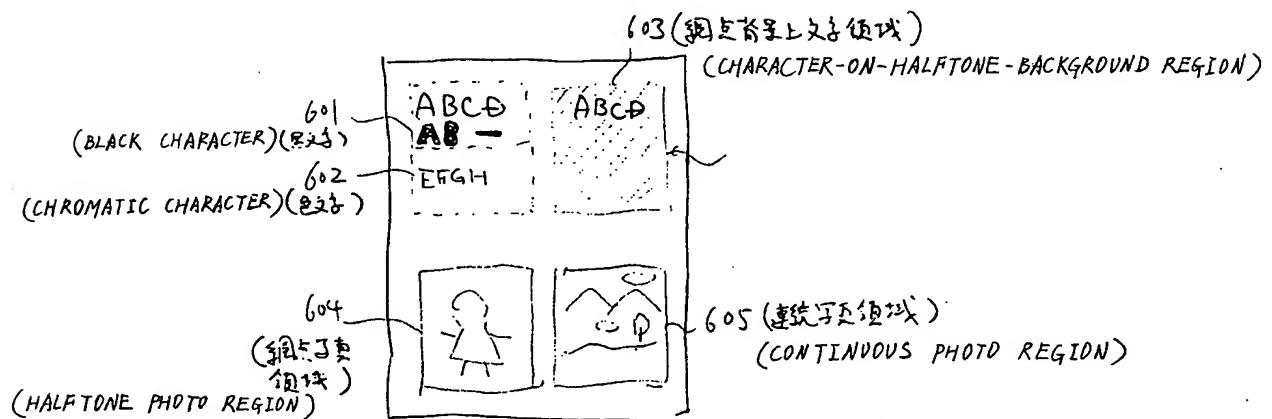 603 (網点背景上文字領域)
(CHARACTER-ON-HALFTONE-BACKGROUND REGION)
ABCD
AB
ABCD
601
(BLACK CHARACTER) (黒文字)
602
(CHROMATIC CHARACTER) (色文字)
EFGH
604
(網点写真
領域)
(HALFTONE PHOTO REGION)
605 (連続写真領域)
(CONTINUOUS PHOTO REGION)